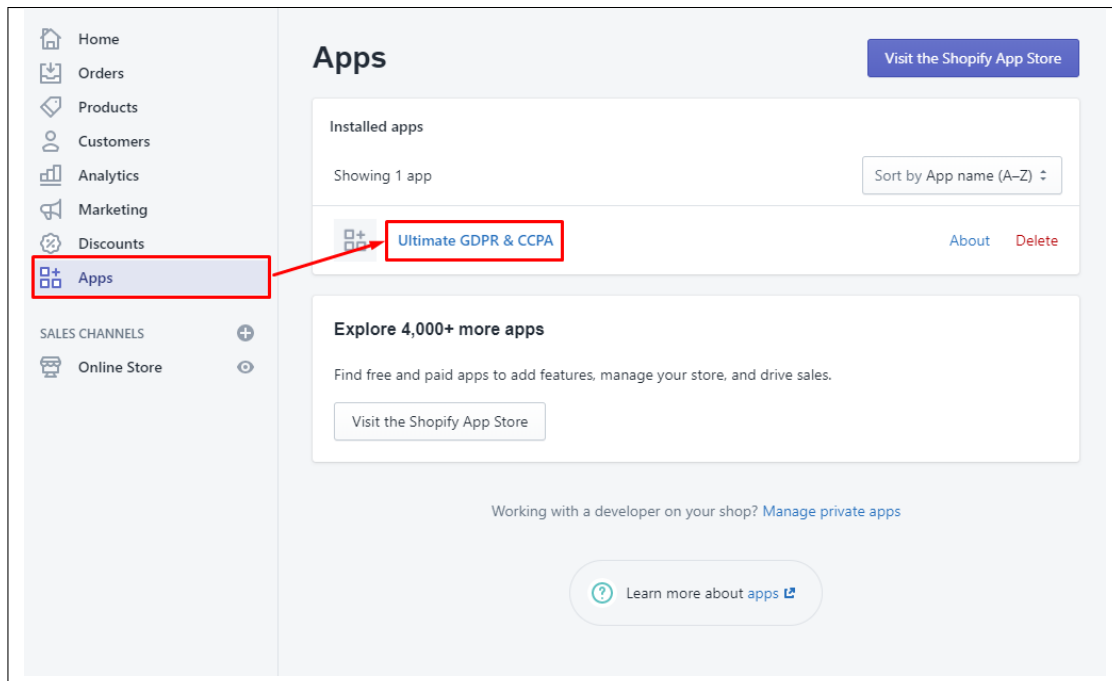 Home
Orders
Products
Customers
Analytics
Marketing
Discounts
Apps
SALES CHANNELS
Online Store
Apps
Visit the Shopify App Store
Installed apps
Showing 1 app
Sort by App name (A–Z)
Ultimate GDPR & CCPA
About
Delete
Explore 4,000+ more apps
Find free and paid apps to add features, manage your store, and drive sales.
Visit the Shopify App Store
Working with a developer on your shop? Manage private apps
Learn more about apps